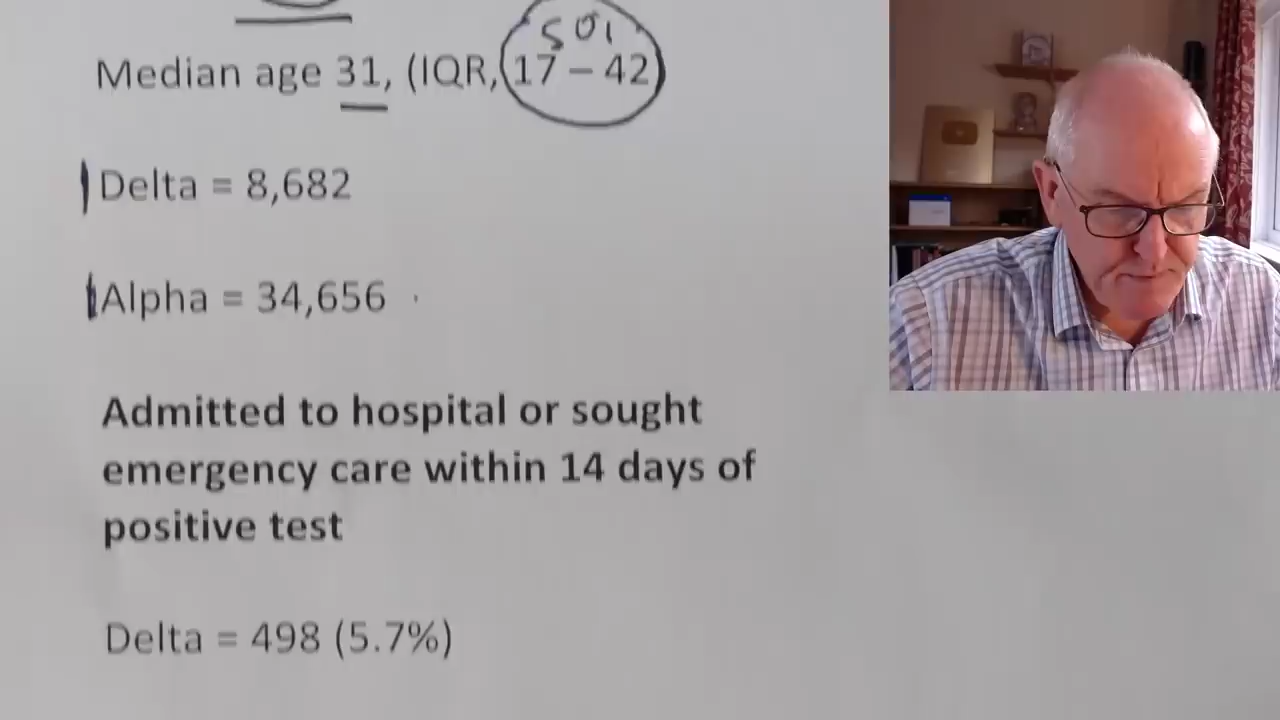 50%
Median age 31, (IQR, 17 – 42)
Delta = 8,682
Alpha = 34,656
Admitted to hospital or sought
emergency care within 14 days of
positive test
Delta = 498 (5.7%)